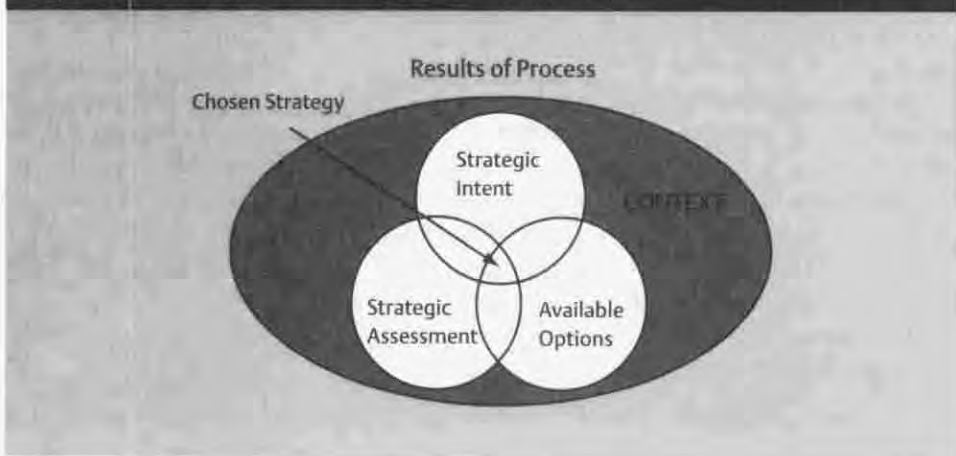 Results of Process
Chosen Strategy
Strategic
Intent
CONTEXT
Strategic
Assessment
Available
Options